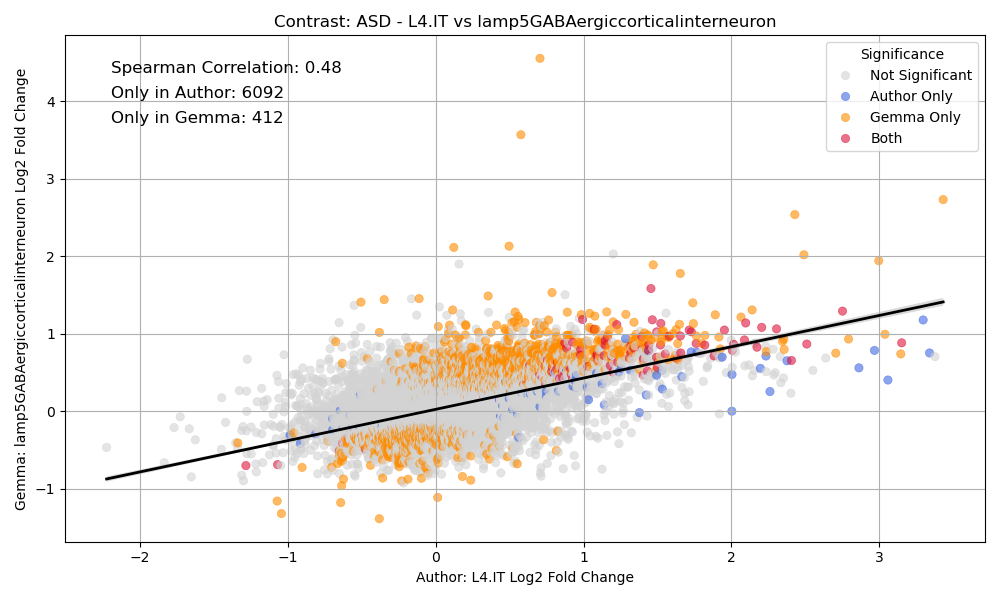 Contrast: ASD - L4.IT vs lamp5GABAergiccorticalinterneuron
Spearman Correlation: 0.48
Only in Author: 6092
Only in Gemma: 412
Significance
Not Significant
Author Only
Gemma Only
Both
Gemma: lamp5GABAergiccorticalinterneuron Log2 Fold Change
4
3
2
1
0
−1
−2
−1
0
1
2
3
Author: L4.IT Log2 Fold Change